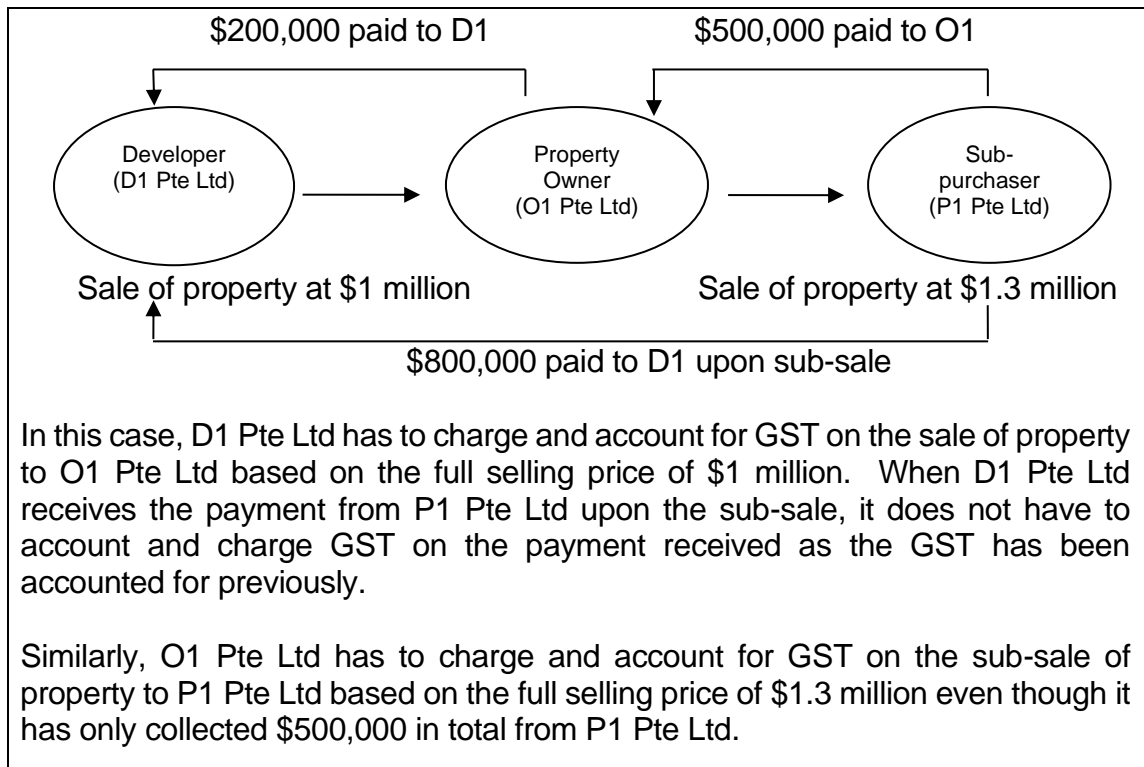 $200,000 paid to D1
$500,000 paid to O1
Developer
(D1 Pte Ltd)
Property
Owner
(O1 Pte Ltd)
Sub-
purchaser
(P1 Pte Ltd)
Sale of property at $1 million
Sale of property at $1.3 million
$800,000 paid to D1 upon sub-sale
In this case, D1 Pte Ltd has to charge and account for GST on the sale of property
to O1 Pte Ltd based on the full selling price of $1 million. When D1 Pte Ltd
receives the payment from P1 Pte Ltd upon the sub-sale, it does not have to
account and charge GST on the payment received as the GST has been
accounted for previously.
Similarly, O1 Pte Ltd has to charge and account for GST on the sub-sale of
property to P1 Pte Ltd based on the full selling price of $1.3 million even though it
has only collected $500,000 in total from P1 Pte Ltd.